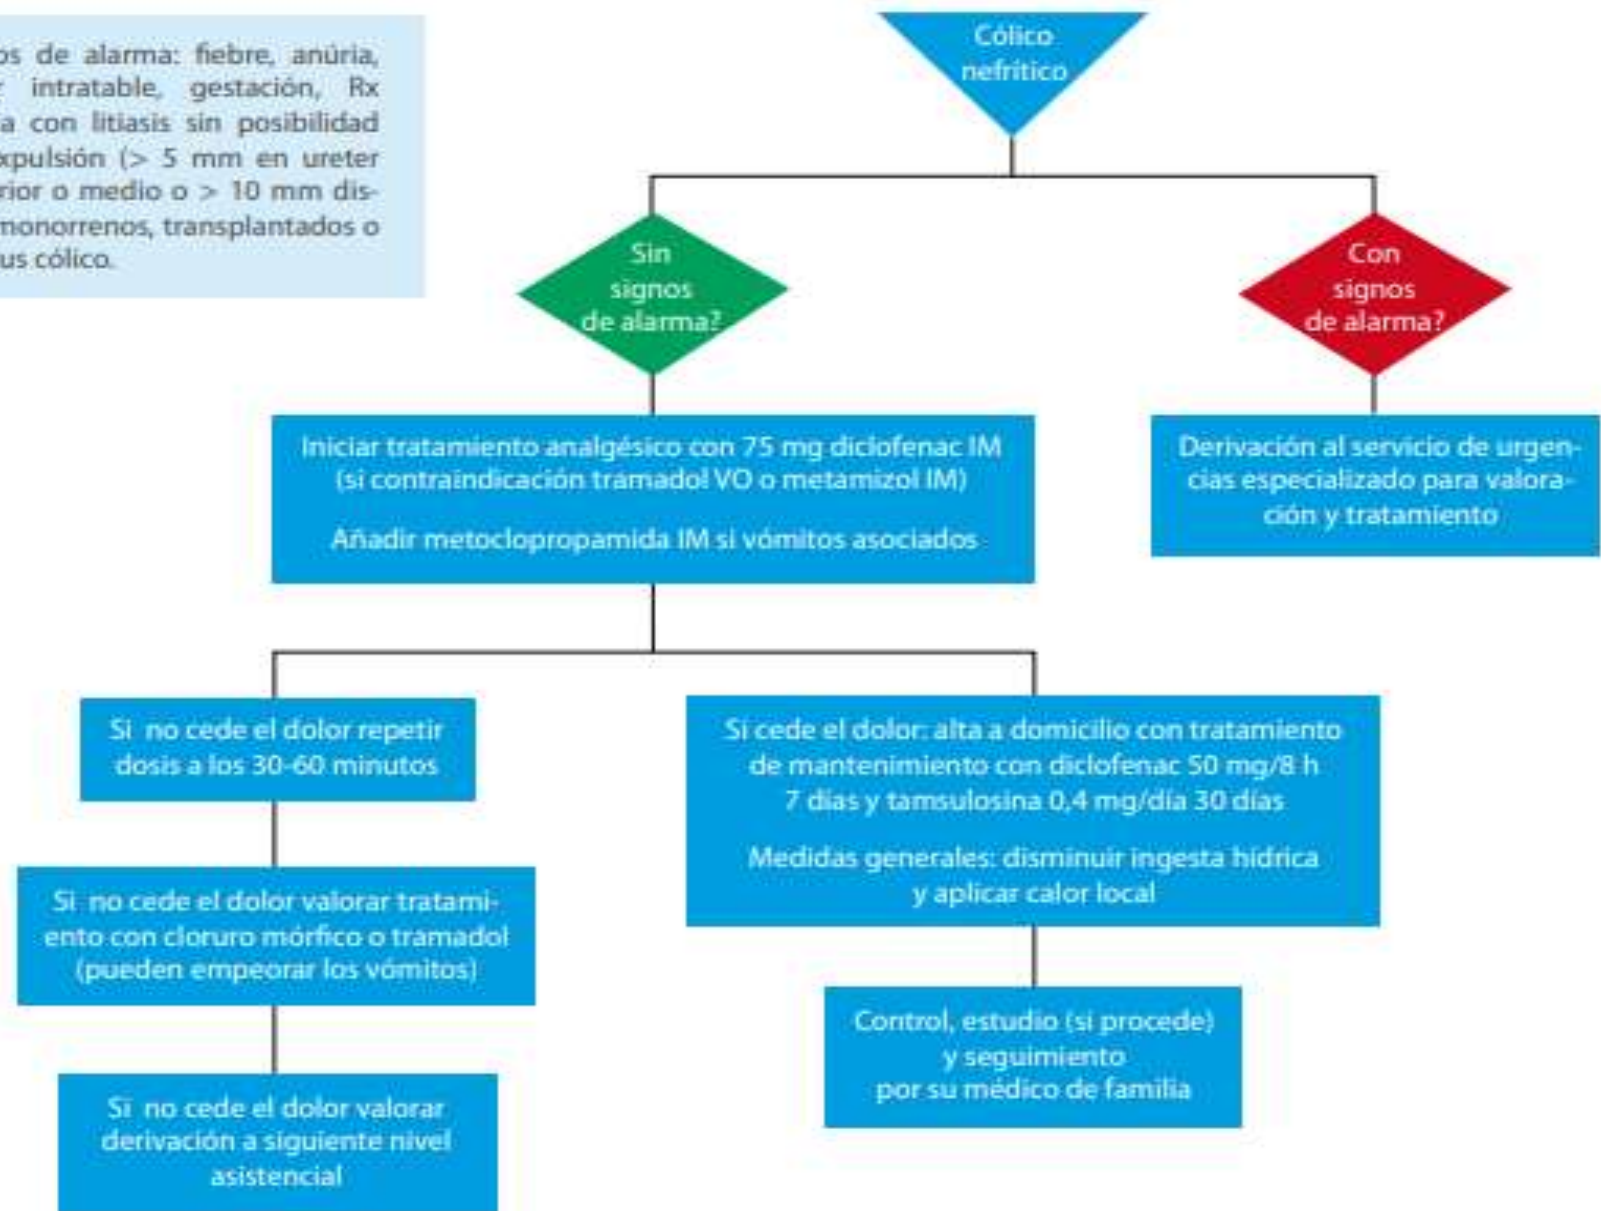 os de alarma: fiebre, anúria,
intratable, gestación, Rx
a con litiasis sin posibilidad
xpulsión (> 5 mm en ureter
rior o medio o > 10 mm dis-
monorrenos, transplantados o
us cólico.
Cólico
nefrítico
Sin
signos
de alarma?
Con
signos
de alarma?
Iniciar tratamiento analgésico con 75 mg diclofenac IM
(si contraindicación tramadol VO o metamizol IM)
Añadir metoclopropamida IM si vómitos asociados
Derivación al servicio de urgen-
cias especializado para valora-
ción y tratamiento
Si no cede el dolor repetir
dosis a los 30-60 minutos
Si no cede el dolor valorar tratami-
ento con cloruro mórfico o tramadol
(pueden empeorar los vómitos)
Si no cede el dolor valorar
derivación a siguiente nivel
asistencial
Si cede el dolor: alta a domicilio con tratamiento
de mantenimiento con diclofenac 50 mg/8 h
7 días y tamsulosina 0,4 mg/día 30 días
Medidas generales: disminuir ingesta hídrica
y aplicar calor local
Control, estudio (si procede)
y seguimiento
por su médico de familia